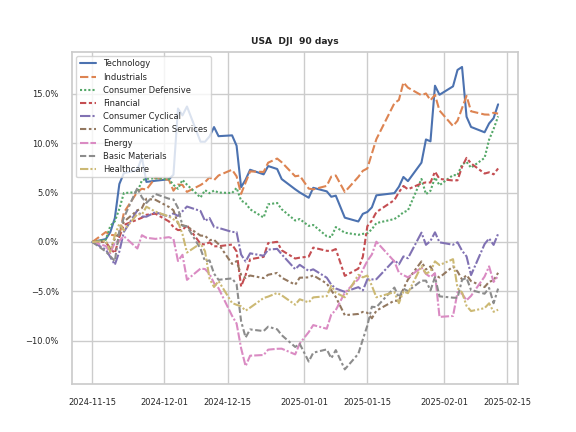 USA DJI 90 days
Technology
Industrials
Consumer Defensive
Financial
Consumer Cyclical
Communication Services
Energy
Basic Materials
Healthcare
15.0%
10.0%
5.0%
0.0%
−5.0%
−10.0%
2024-11-15
2024-12-01
2024-12-15
2025-01-01
2025-01-15
2025-02-01
2025-02-15